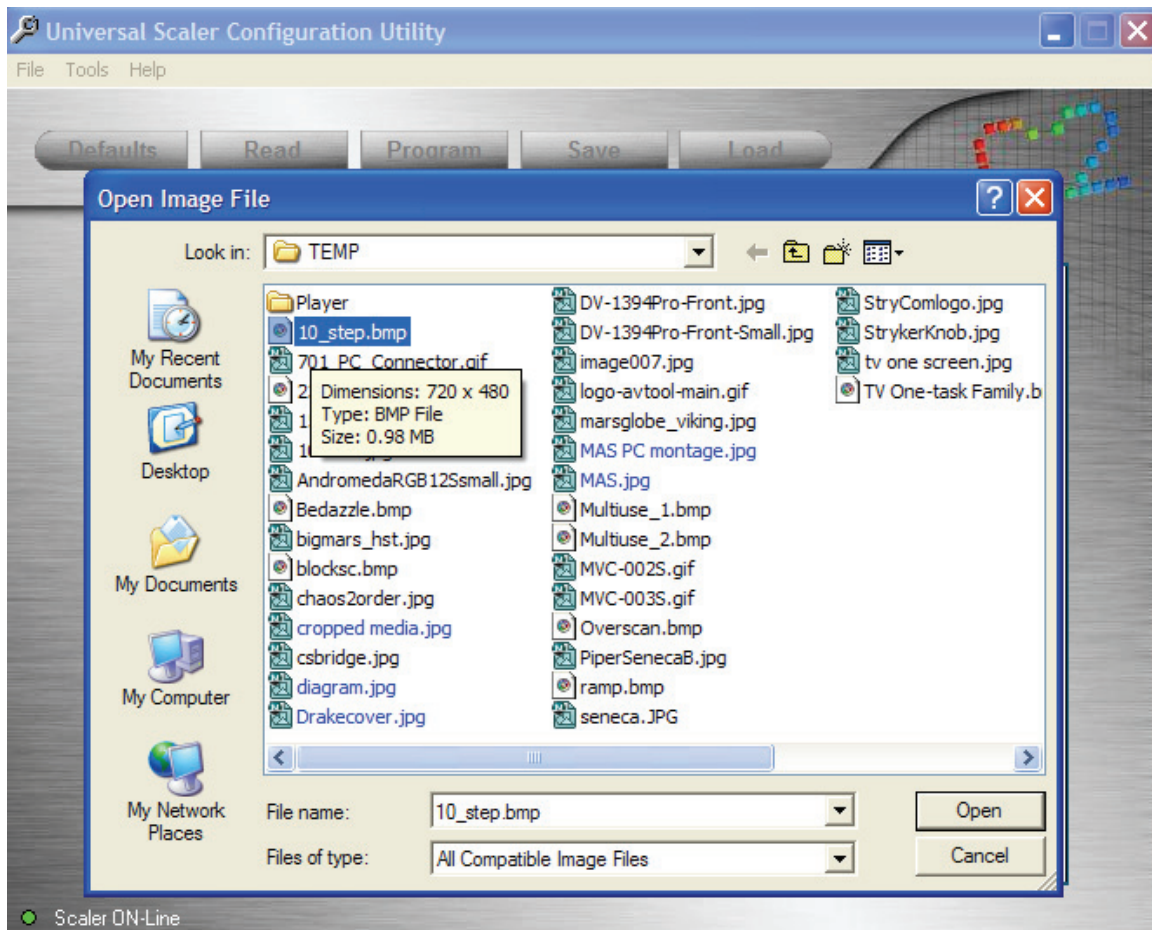 Universal Scaler Configuration Utility
File Tools Help
Defaults Read Program Save Load
Open Image File
Look in: TEMP
My Recent Documents
Desktop
My Documents
My Computer
My Network Places
Player
10_step.bmp
701_PC_Connector.gif
Dimensions: 720 x 480
Type: BMP File
Size: 0.98 MB
AndromedaRGB12Ssmall.jpg
Bedazzle.bmp
bigmars_hst.jpg
blocksc.bmp
chaos2order.jpg
cropped media.jpg
csbridge.jpg
diagram.jpg
Drakecover.jpg
DV-1394Pro-Front.jpg
DV-1394Pro-Front-Small.jpg
image007.jpg
logo-avtool-main.gif
marsglobe_viking.jpg
MAS PC montage.jpg
MAS.jpg
Multiuse_1.bmp
Multiuse_2.bmp
MVC-002S.gif
MVC-003S.gif
Overscan.bmp
PiperSenecaB.jpg
ramp.bmp
seneca.JPG
StryComlogo.jpg
StrykerKnob.jpg
tv one screen.jpg
TV One-task Family.b
File name: 10_step.bmp Open
Files of type: All Compatible Image Files Cancel
Scaler ON-Line